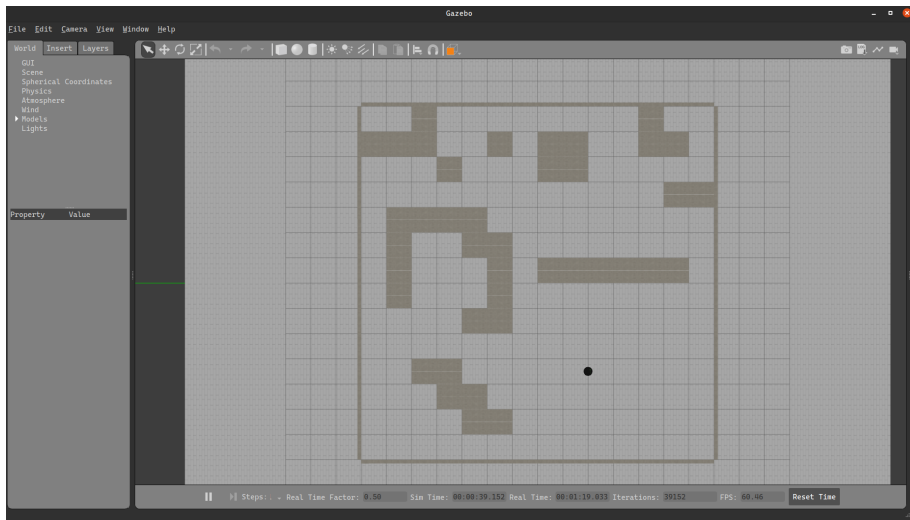 Gazebo
File Edit Camera View Window Help
World Insert Layers
GUI
Scene
Spherical Coordinates
Physics
Atmosphere
Wind
Models
Lights
Property Value
Steps: Real Time Factor: 0.50 Sim Time: 00:00:39.152 Real Time: 00:01:19.033 Iterations: 39152 FPS: 60.46 Reset Time